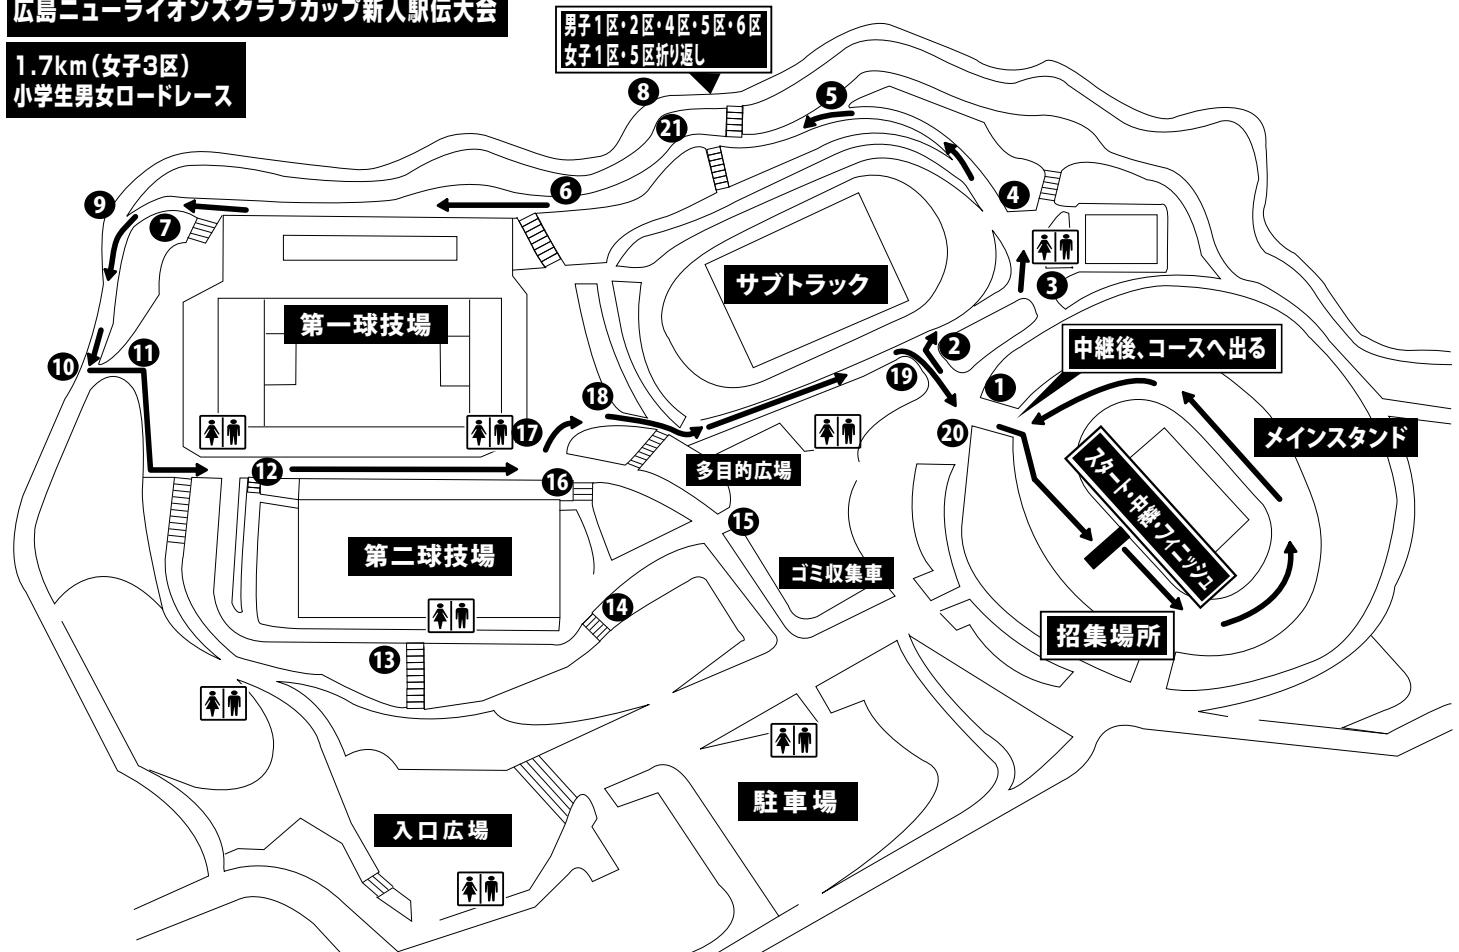 広島ニューライオンズクラブカップ新人駅伝大会
1.7km(女子3区)
小学生男女ロードレース
男子1区・2区・4区・5区・6区
女子1区・5区折り返し
8
5
21
4
6
9
7
3
サブトラック
第一球技場
中継後、コースへ出る
2
11
10
19
1
18
17
20
メインスタンド
12
16
多目的広場
スタート・中継・フィニッシュ
15
第二球技場
ゴミ収集車
14
招集場所
13
駐車場
入口広場